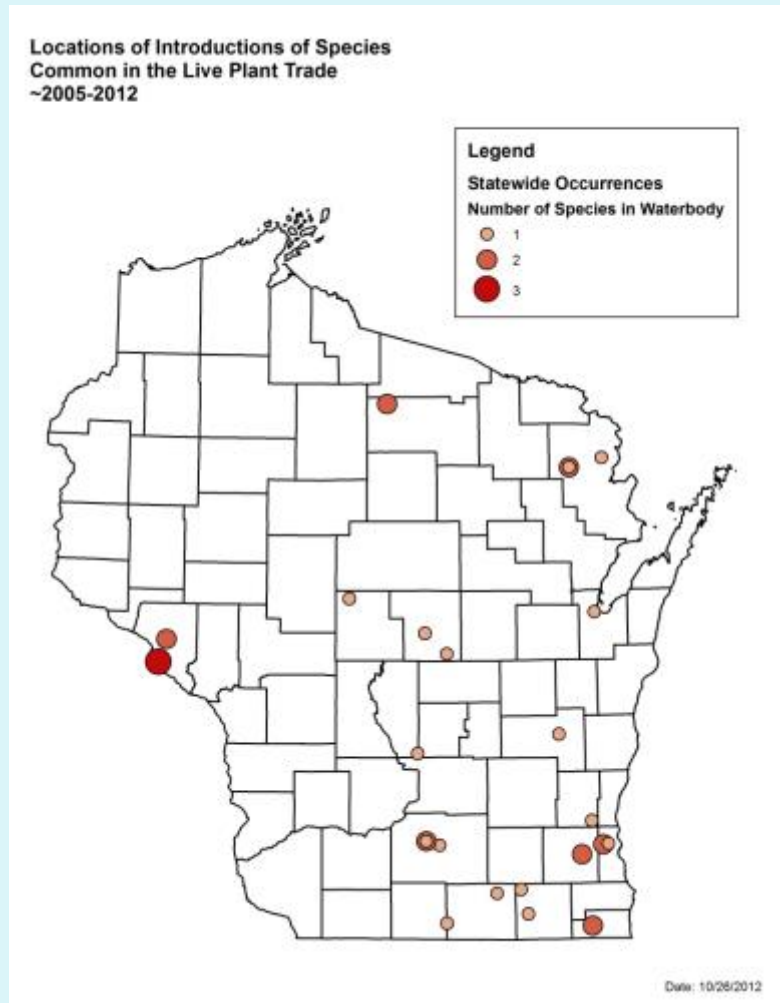 Locations of Introductions of Species
Common in the Live Plant Trade
~2005-2012
Legend
Statewide Occurrences
Number of Species in Waterbody
1
2
3
Date: 10/26/2012